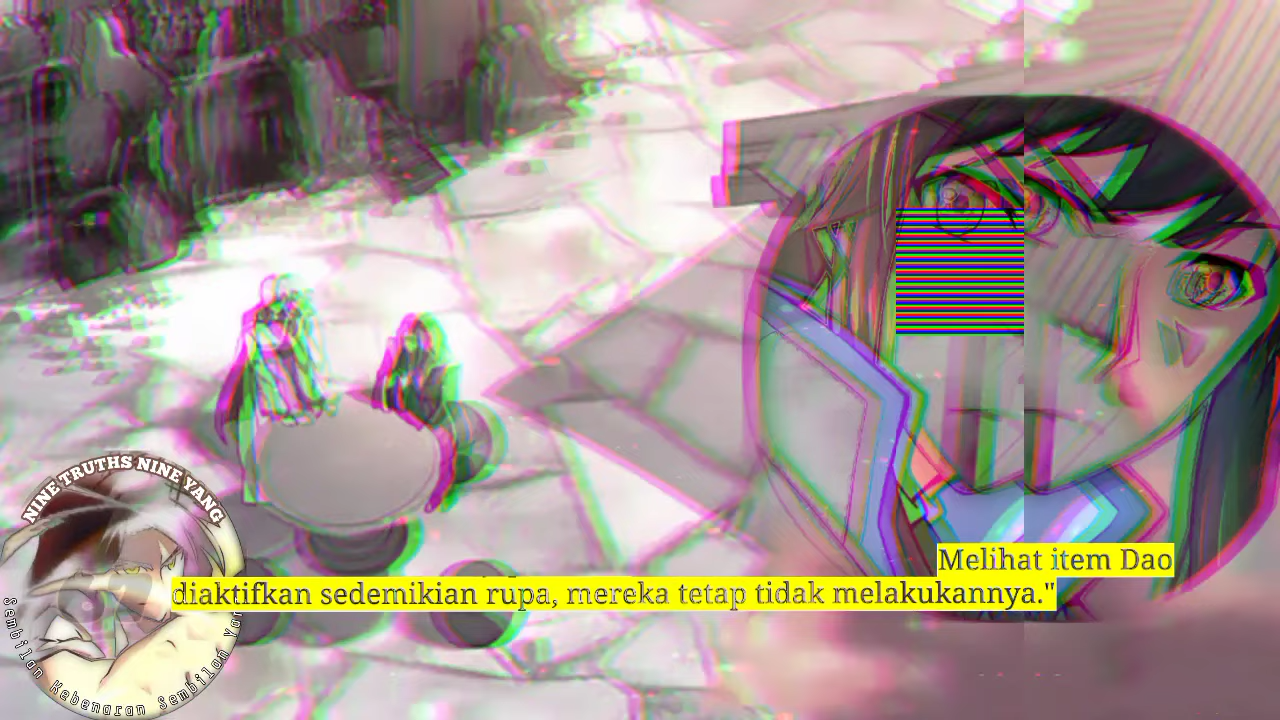 NINE TRUTHS NINE YANG
Sembilan Kebenaran Sembilan Yang
Melihat item Dao
diaktifkan sedemikian rupa, mereka tetap tidak melakukannya."